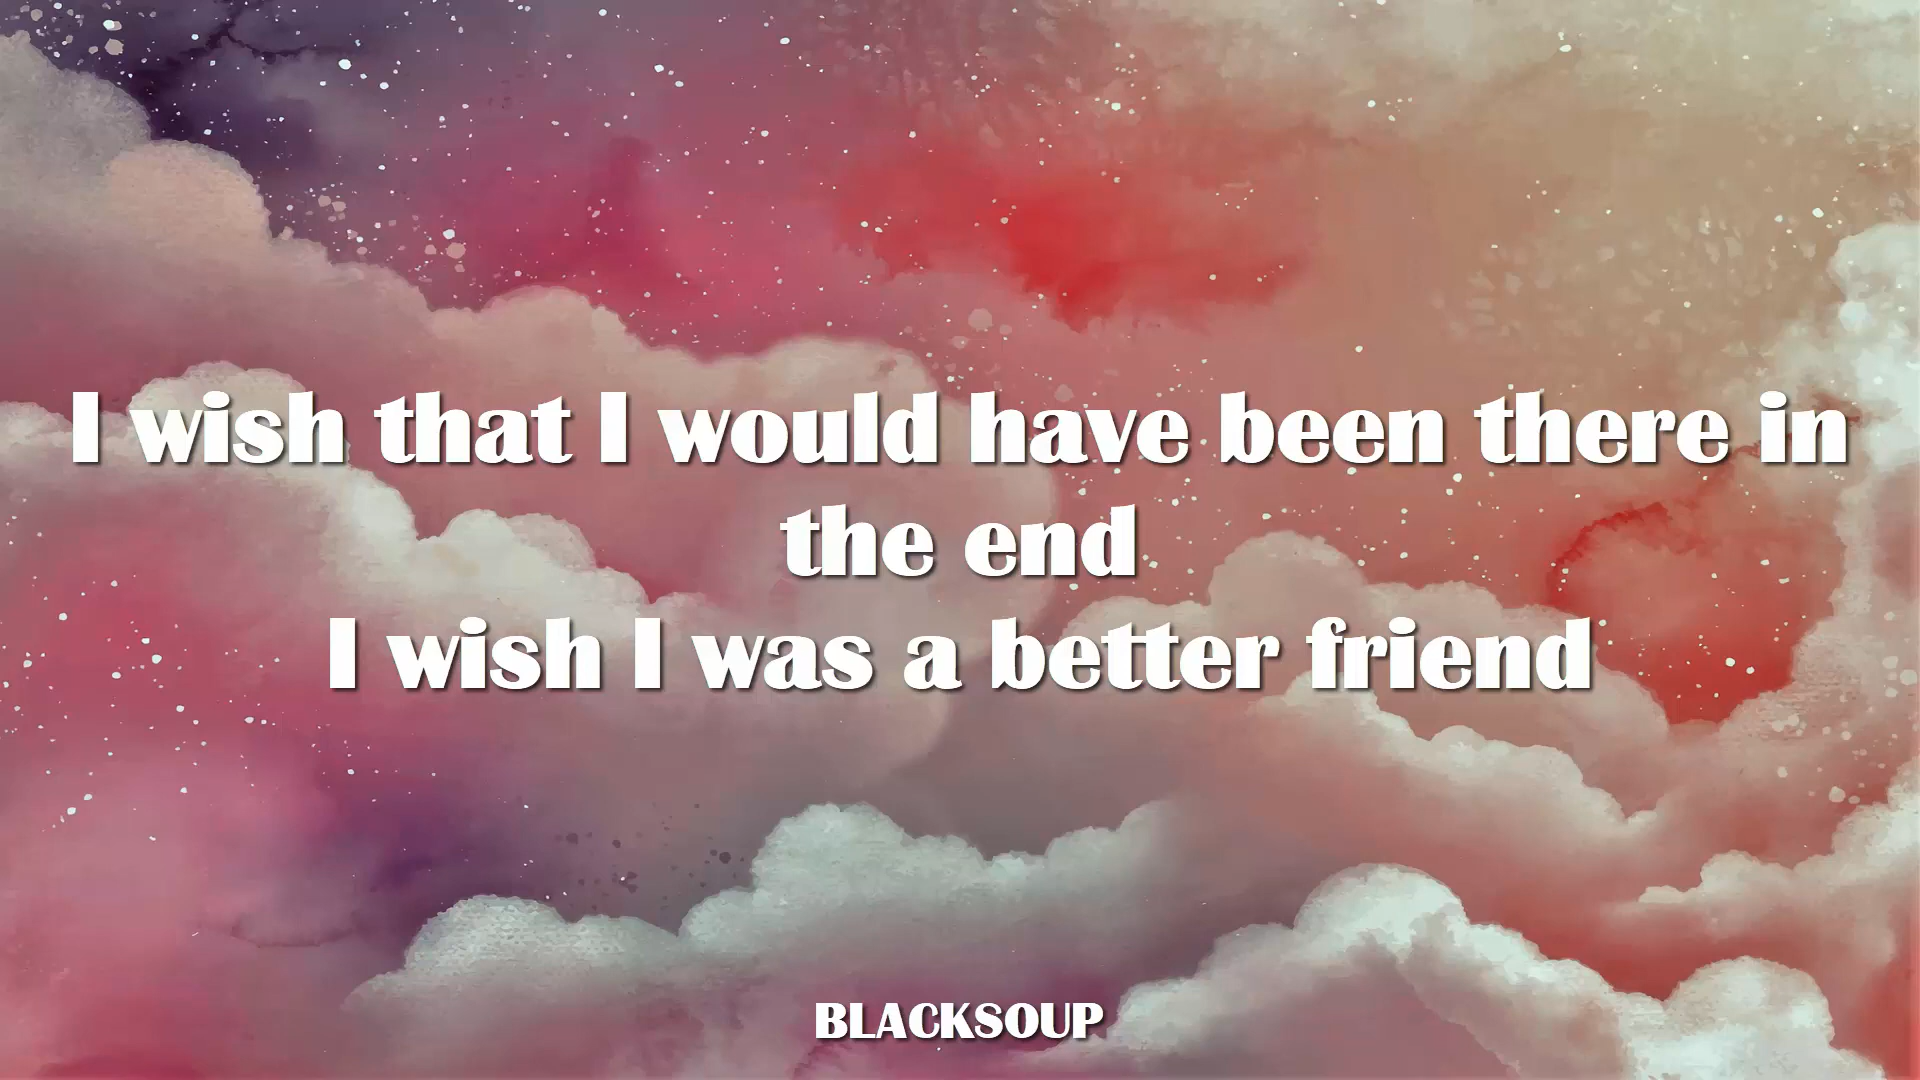 I wish that I would have been there in
the end
I wish I was a better friend
BLACKSOUP